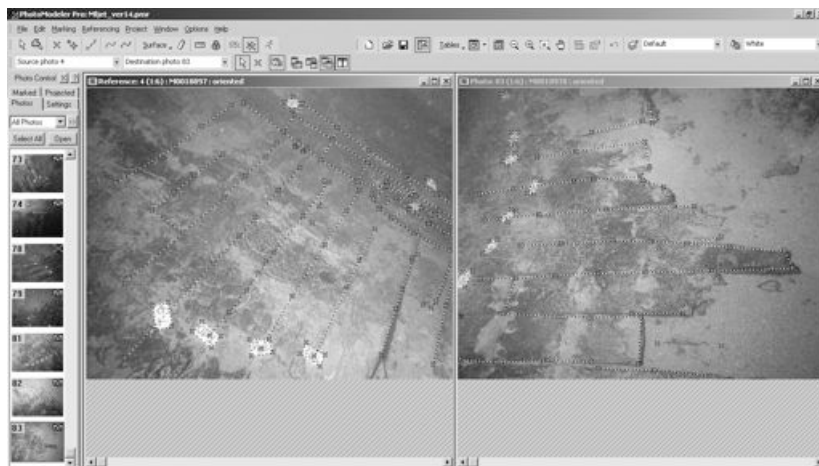 PhotoModeler Pro: Mljet_ver14.pmr
File Edit Marking Referencing Project Window Options Help
Surface
Tables
Default
White
Source photo 4
Destination photo 83
Photo Control
Marked Projected
Photos Settings
All Photos
Select All Open
Reference: 4 (1:6) : M0018897 : oriented
Photo: 83 (1:6) : M0018978 : oriented
73
74
78
79
81
82
83